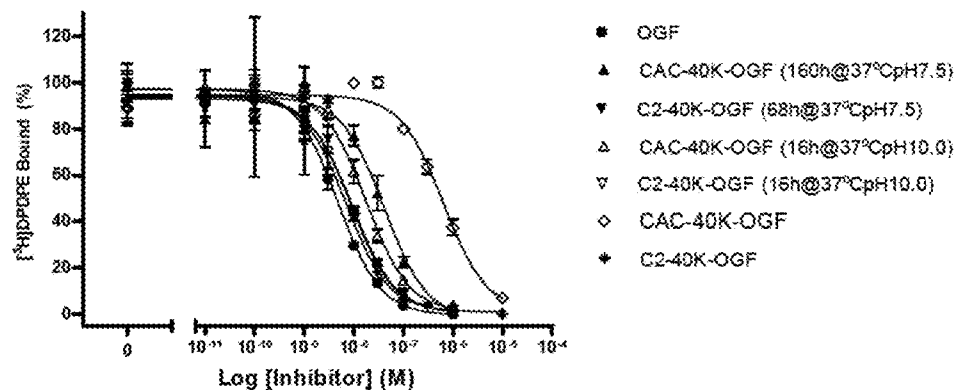 [³H]DPDPE Bound (%)
120
100
80
60
40
20
0
0
10⁻¹¹
10⁻¹⁰
10⁻⁹
10⁻⁸
10⁻⁷
10⁻⁶
10⁻⁵
10⁻⁴
Log [Inhibitor] (M)
OGF
CAC-40K-OGF (160h@37°CpH7.5)
C2-40K-OGF (68h@37°CpH7.5)
CAC-40K-OGF (16h@37°CpH10.0)
C2-40K-OGF (16h@37°CpH10.0)
CAC-40K-OGF
C2-40K-OGF